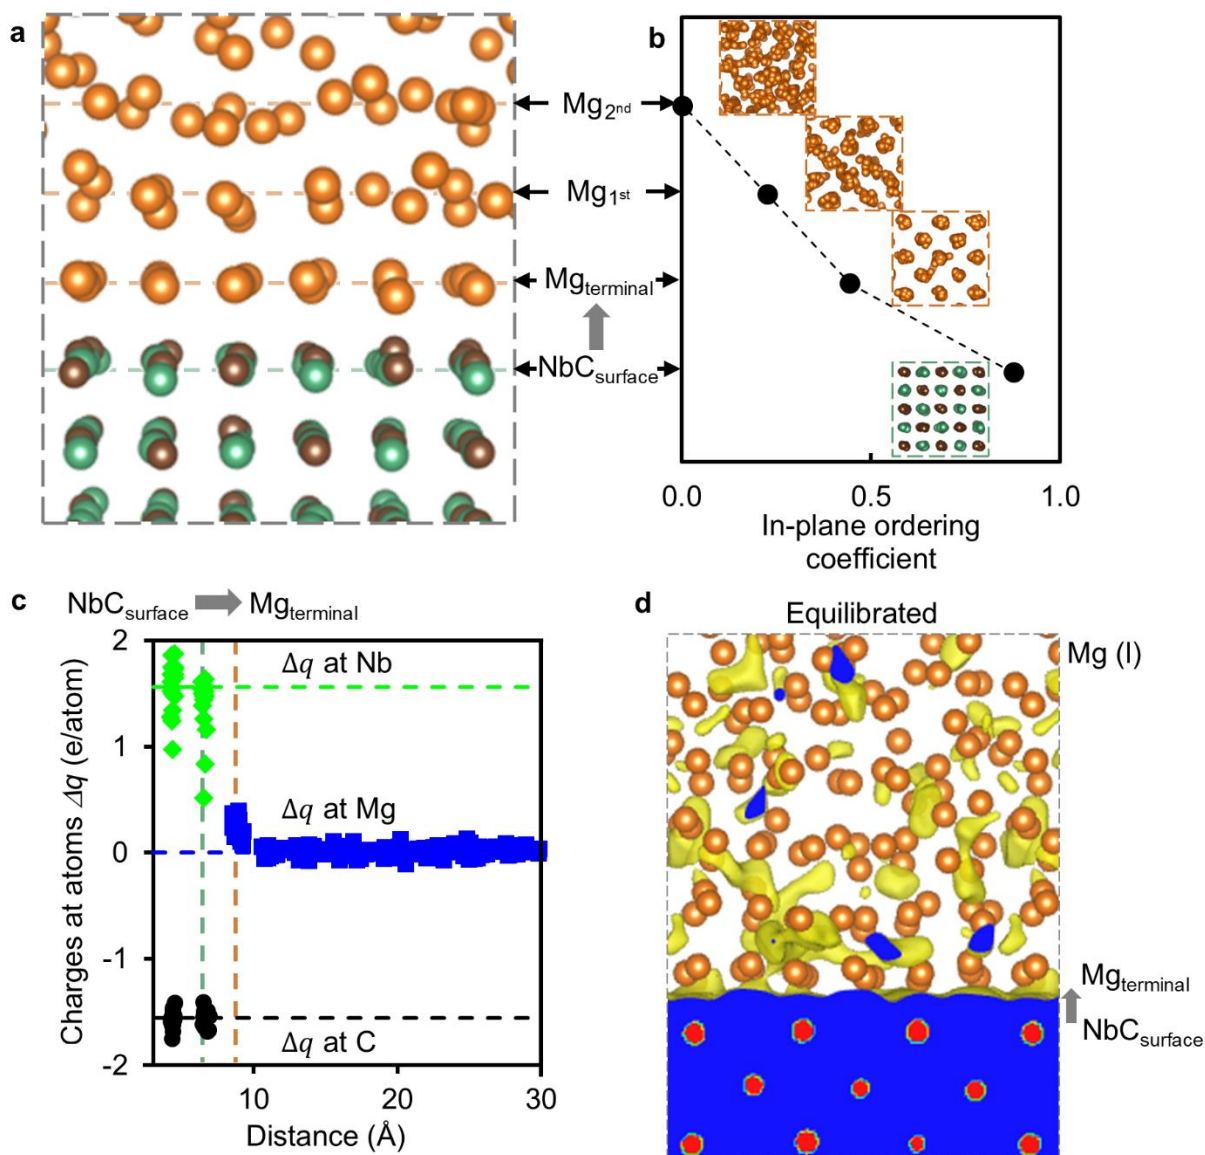 a
b
Mg2nd
Mg1st
Mgterminal
NbCsurface
0.0 0.5 1.0
In-plane ordering
coefficient
c
NbCsurface Mgterminal
d
Equilibrated
2
1
0
-1
-2
Charges at atoms Δq (e/atom)
Δq at Nb
Δq at Mg
Δq at C
10 20 30
Distance (Å)
Mg (l)
Mgterminal
NbCsurface